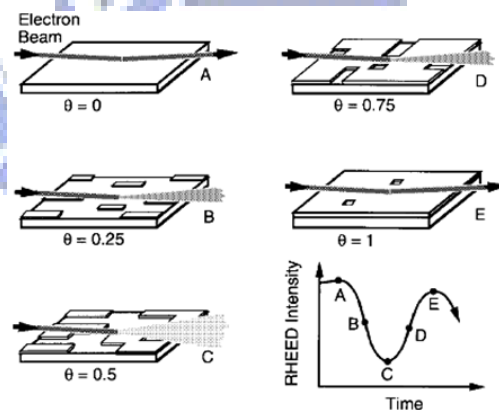 Electron
Beam
A
θ = 0
B
θ = 0.25
C
θ = 0.5
D
θ = 0.75
E
θ = 1
RHEED Intensity
A
B
C
D
E
Time